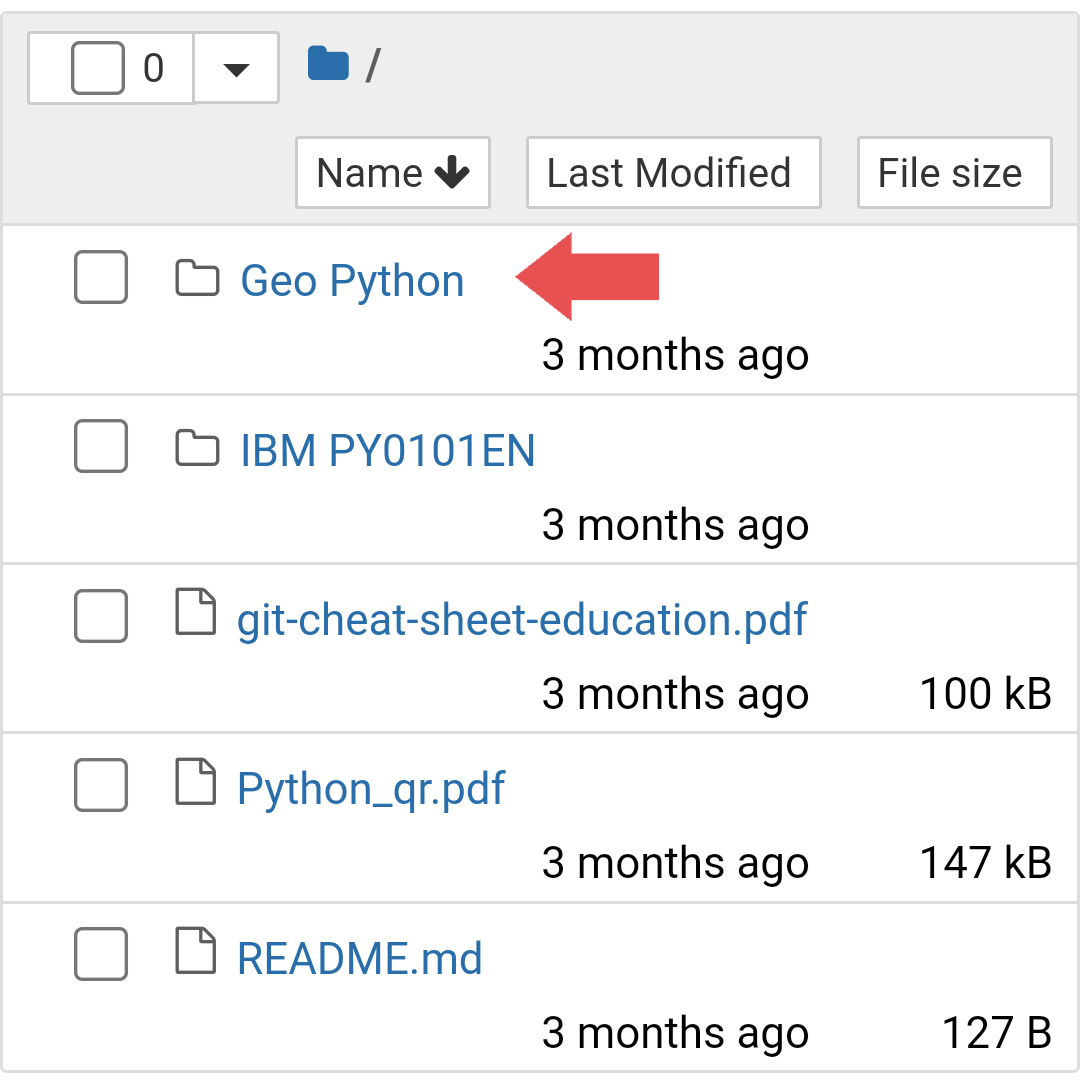 0 /
Name Last Modified File size
Geo Python
3 months ago
IBM PY0101EN
3 months ago
git-cheat-sheet-education.pdf
3 months ago 100 kB
Python_qr.pdf
3 months ago 147 kB
README.md
3 months ago 127 B